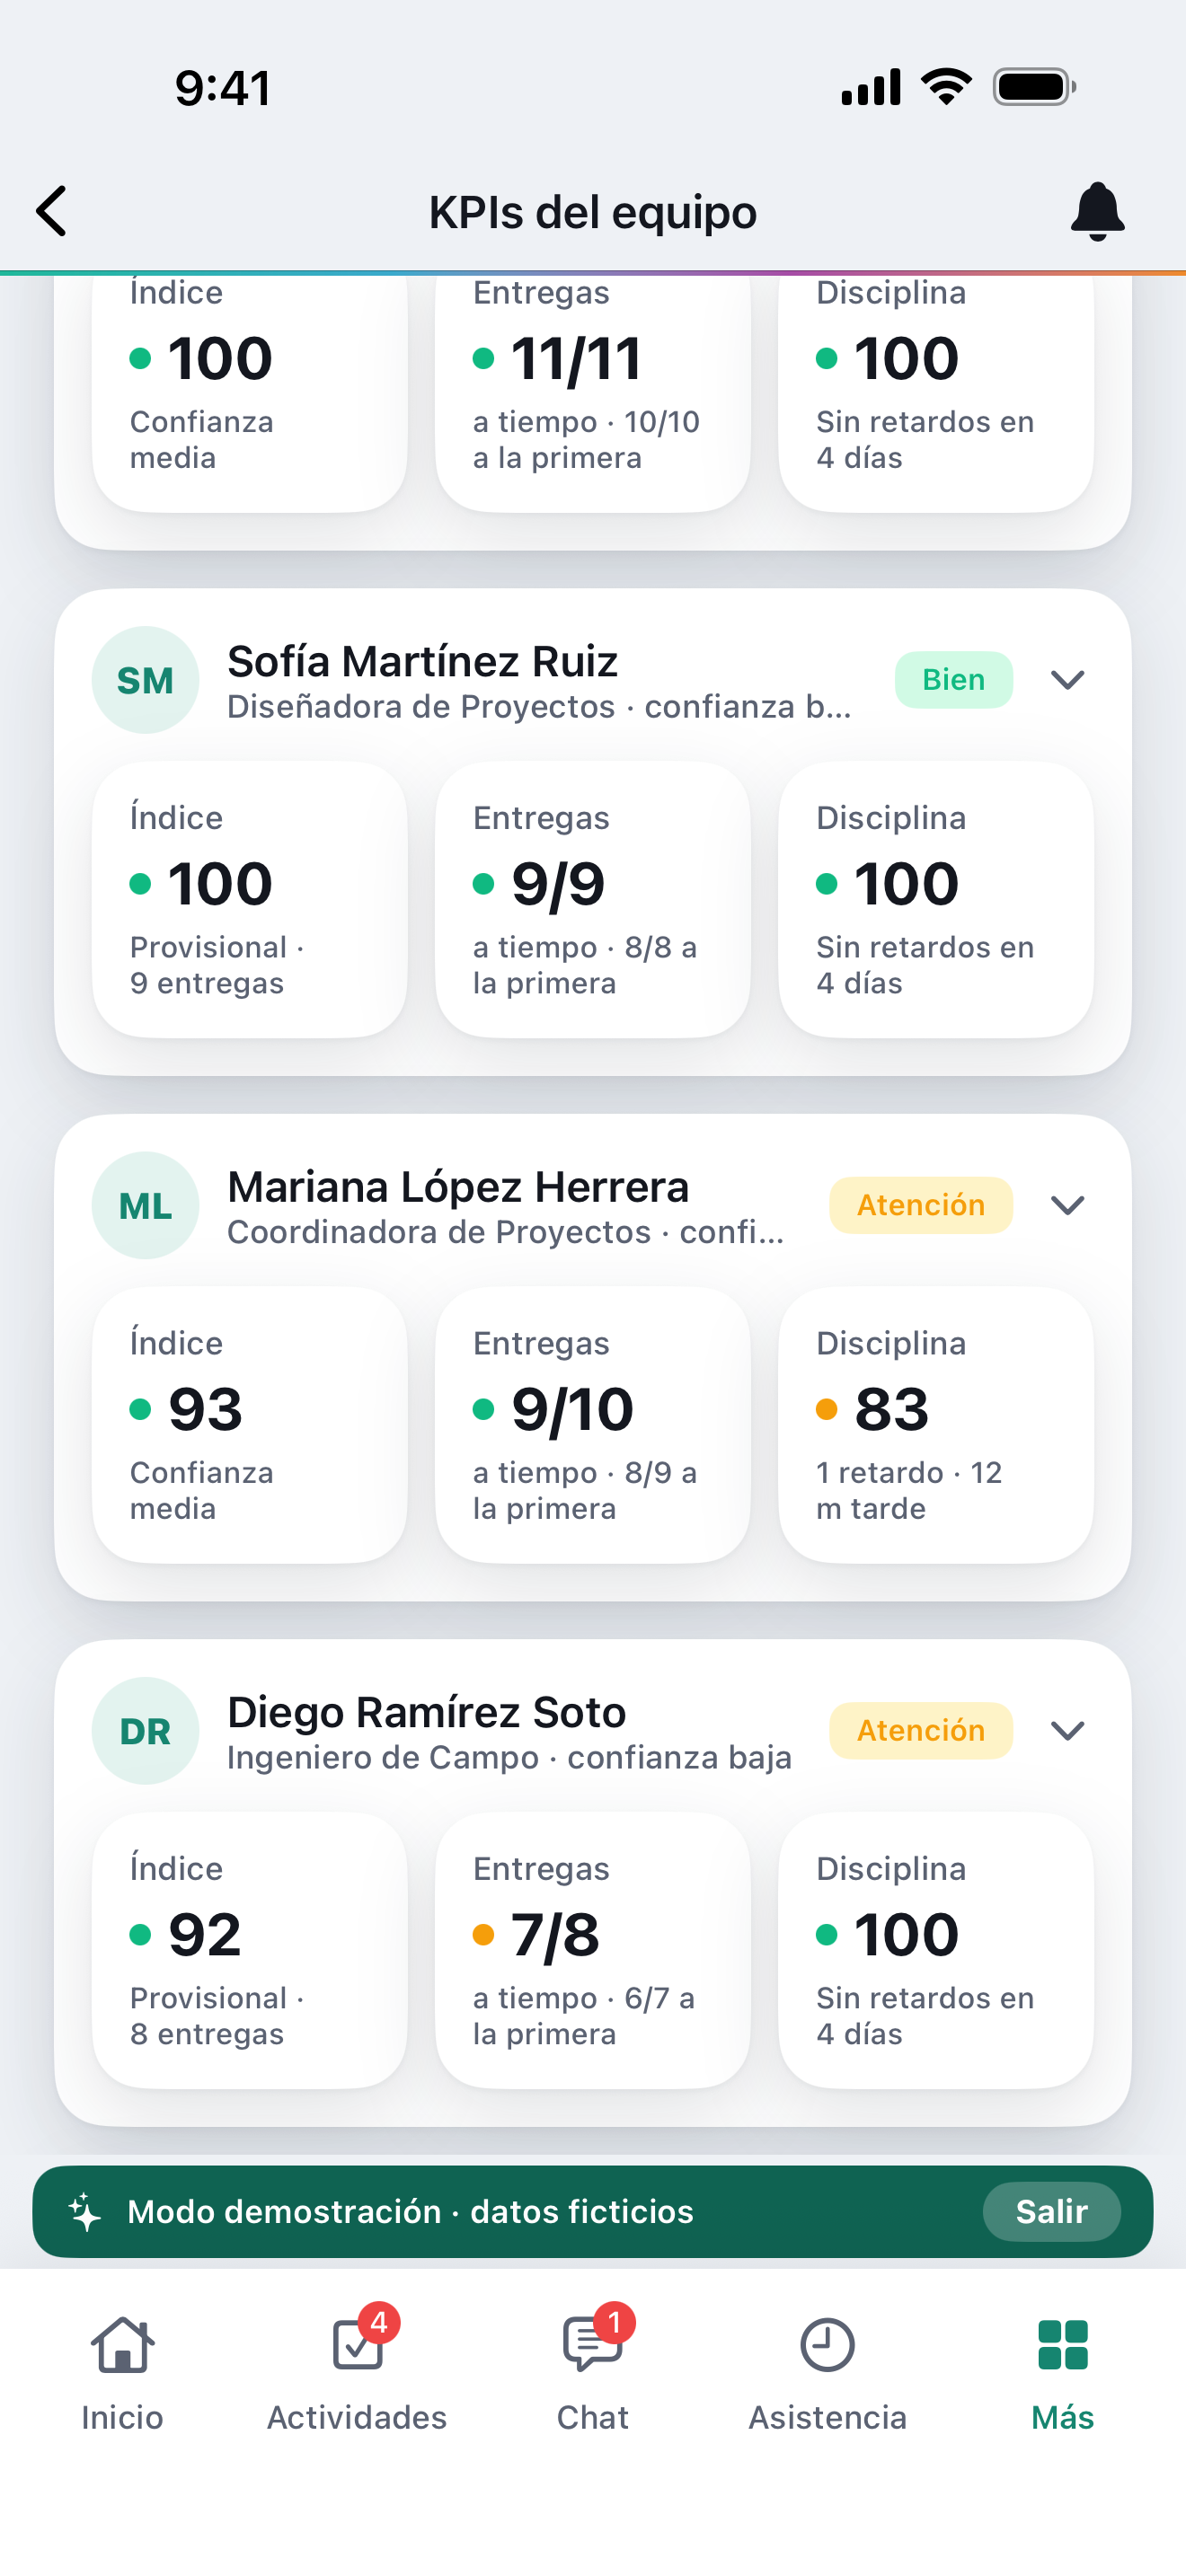 9:41
KPIs del equipo
Índice
Entregas
Disciplina
100
11/11
100
Confianza
media
a tiempo · 10/10
a la primera
Sin retardos en
4 días
SM
Sofía Martínez Ruiz
Diseñadora de Proyectos · confianza b...
Bien
Índice
Entregas
Disciplina
100
9/9
100
Provisional ·
9 entregas
a tiempo · 8/8 a
la primera
Sin retardos en
4 días
ML
Mariana López Herrera
Coordinadora de Proyectos · confi...
Atención
Índice
Entregas
Disciplina
93
9/10
83
Confianza
media
a tiempo · 8/9 a
la primera
1 retardo · 12
m tarde
DR
Diego Ramírez Soto
Ingeniero de Campo · confianza baja
Atención
Índice
Entregas
Disciplina
92
7/8
100
Provisional ·
8 entregas
a tiempo · 6/7 a
la primera
Sin retardos en
4 días
Modo demostración · datos ficticios
Salir
4
1
Inicio
Actividades
Chat
Asistencia
Más